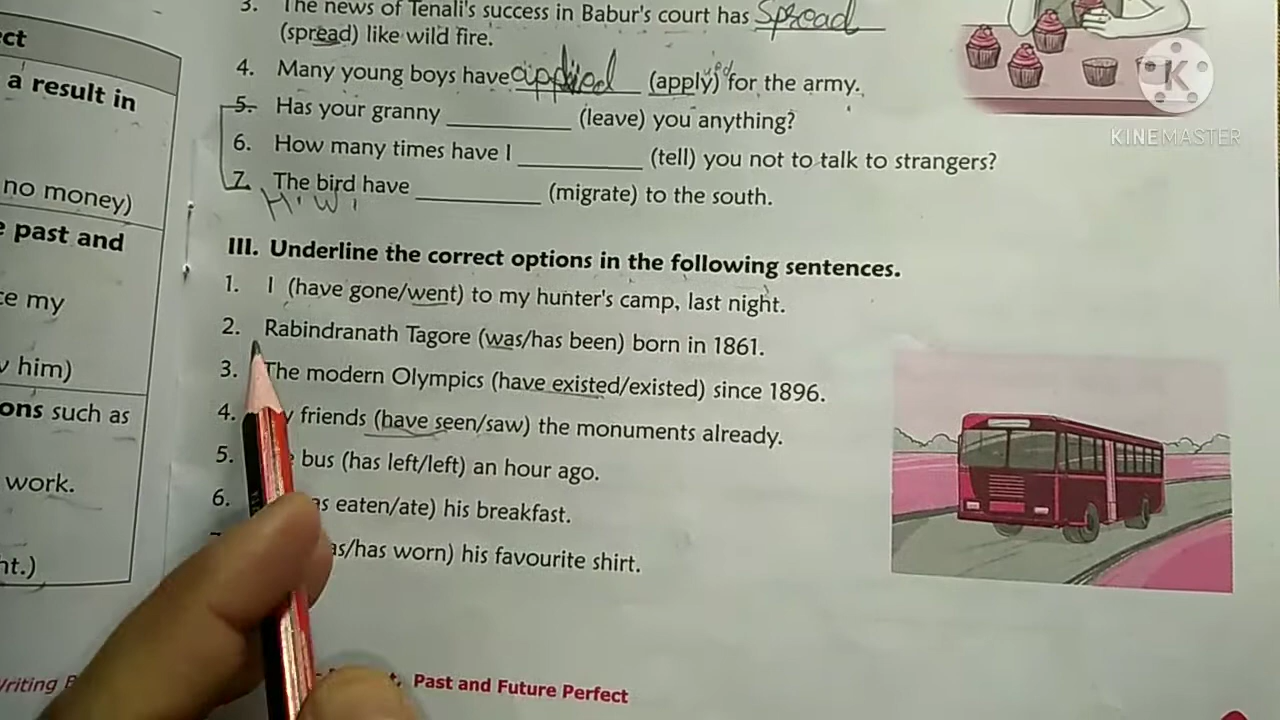 3. The news of Tenali's success in Babur's court has Spread
(spread) like wild fire.
4. Many young boys have applied (apply) for the army.
5. Has your granny __________ (leave) you anything?
6. How many times have I __________ (tell) you not to talk to strangers?
7. The bird have __________ (migrate) to the south.
H.W.
III. Underline the correct options in the following sentences.
1. I (have gone/went) to my hunter's camp, last night.
2. Rabindranath Tagore (was/has been) born in 1861.
3. The modern Olympics (have existed/existed) since 1896.
4. friends (have seen/saw) the monuments already.
5. bus (has left/left) an hour ago.
6. eaten/ate) his breakfast.
has worn) his favourite shirt.
Past and Future Perfect
ect
a result in
no money)
past and
my
him)
ons such as
work.
ht.)
K
KINEMASTER